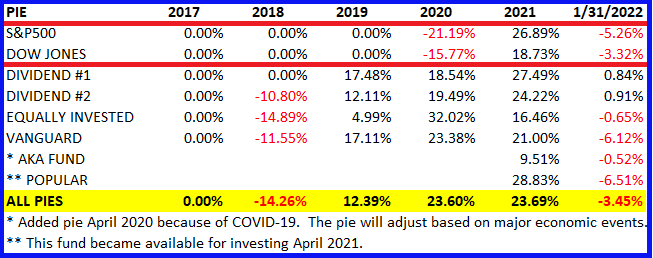 PIE 2017 2018 2019 2020 2021 1/31/2022
S&P500 0.00% 0.00% 0.00% -21.19% 26.89% -5.26%
DOW JONES 0.00% 0.00% 0.00% -15.77% 18.73% -3.32%
DIVIDEND #1 0.00% 0.00% 17.48% 18.54% 27.49% 0.84%
DIVIDEND #2 0.00% -10.80% 12.11% 19.49% 24.22% 0.91%
EQUALLY INVESTED 0.00% -14.89% 4.99% 32.02% 16.46% -0.65%
VANGUARD 0.00% -11.55% 17.11% 23.38% 21.00% -6.12%
* AKA FUND 9.51% -0.52%
** POPULAR 28.83% -6.51%
ALL PIES 0.00% -14.26% 12.39% 23.60% 23.69% -3.45%
* Added pie April 2020 because of COVID-19. The pie will adjust based on major economic events.
** This fund became available for investing April 2021.